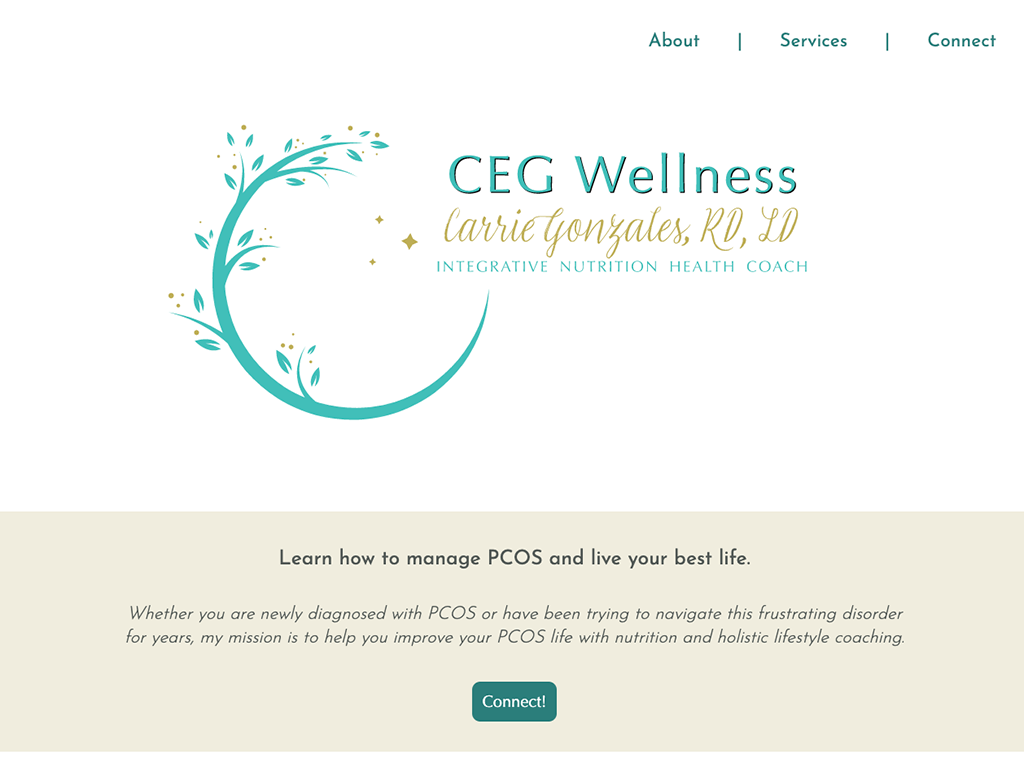 About | Services | Connect
CEG Wellness
Carrie Gonzales, RD, LD
INTEGRATIVE NUTRITION HEALTH COACH
Learn how to manage PCOS and live your best life.
Whether you are newly diagnosed with PCOS or have been trying to navigate this frustrating disorder
for years, my mission is to help you improve your PCOS life with nutrition and holistic lifestyle coaching.
Connect!